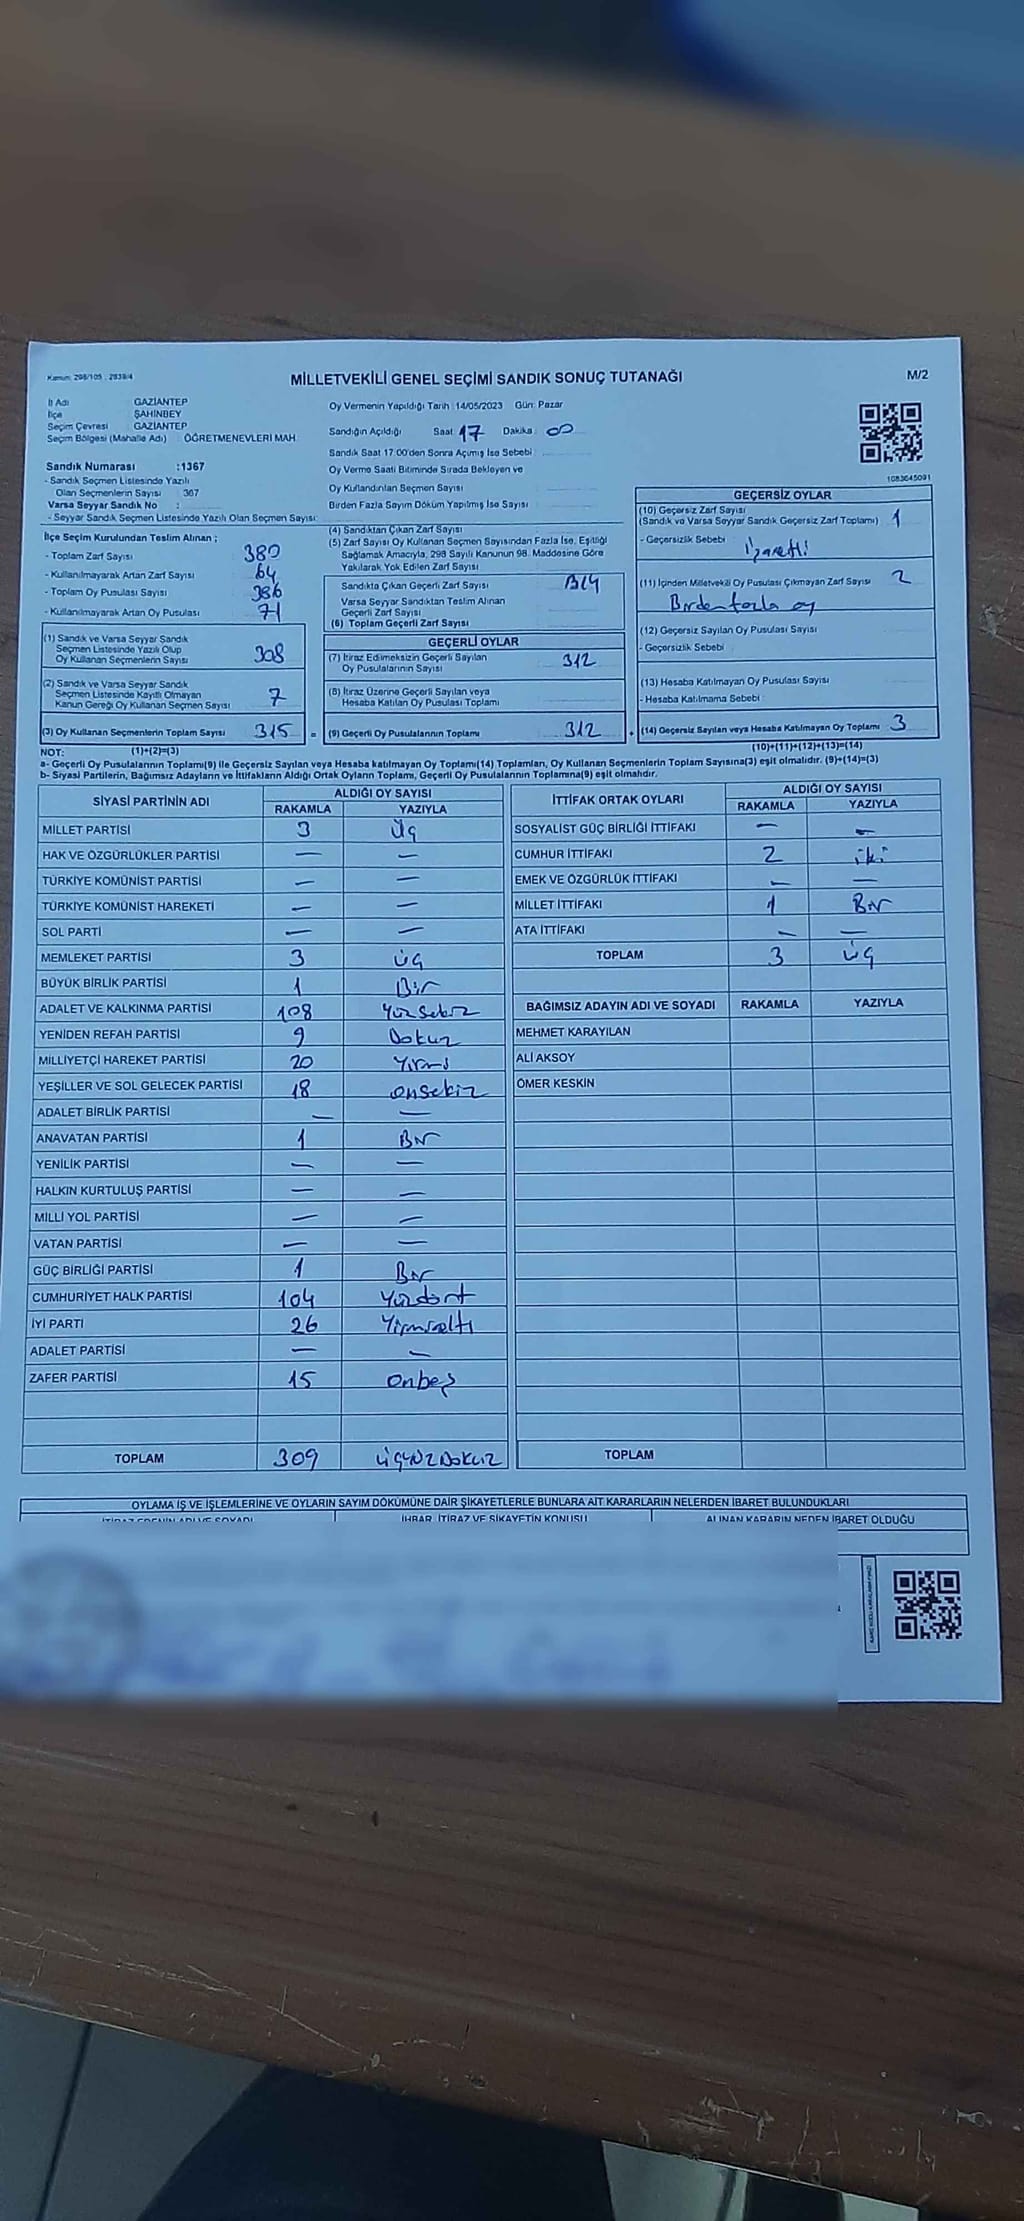 Kanun: 298/105 - 2839/4
MİLLETVEKİLİ GENEL SEÇİMİ SANDIK SONUÇ TUTANAĞI
M/2
İl Adı GAZİANTEP
İlçe ŞAHİNBEY
Seçim Çevresi GAZİANTEP
Seçim Bölgesi (Mahalle Adı) ÖĞRETMENEVLERİ MAH.
Sandık Numarası :1367
- Sandık Seçmen Listesinde Yazılı
Olan Seçmenlerin Sayısı : 367
Varsa Seyyar Sandık No :
- Seyyar Sandık Seçmen Listesinde Yazılı Olan Seçmen Sayısı:
Oy Vermenin Yapıldığı Tarih :14/05/2023 Gün: Pazar
Sandığın Açıldığı Saat: 17 Dakika: 00
Sandık Saat 17.00'den Sonra Açımış İse Sebebi
Oy Verme Saati Bitiminde Sırada Bekleyen ve
Oy Kullandırılan Seçmen Sayısı
Birden Fazla Sayım Döküm Yapılmış İse Sayısı
1083645091
İlçe Seçim Kurulundan Teslim Alınan ;
- Toplam Zarf Sayısı 380
- Kullanılmayarak Artan Zarf Sayısı 64
- Toplam Oy Pusulası Sayısı 386
- Kullanılmayarak Artan Oy Pusulası 71
(1) Sandık ve Varsa Seyyar Sandık
Seçmen Listesinde Yazılı Olup
Oy Kullanan Seçmenlerin Sayısı 308
(2) Sandık ve Varsa Seyyar Sandık
Seçmen Listesinde Kayıtlı Olmayan
Kanun Gereği Oy Kullanan Seçmen Sayısı 7
(3) Oy Kullanan Seçmenlerin Toplam Sayısı 315 =
(4) Sandıktan Çıkan Zarf Sayısı
(5) Zarf Sayısı Oy Kullanan Seçmen Sayısından Fazla İse, Eşitliği
Sağlamak Amacıyla, 298 Sayılı Kanunun 98. Maddesine Göre
Yakılarak Yok Edilen Zarf Sayısı
Sandıkta Çıkan Geçerli Zarf Sayısı 314
Varsa Seyyar Sandıktan Teslim Alınan
Geçerli Zarf Sayısı
(6) Toplam Geçerli Zarf Sayısı
GEÇERLİ OYLAR
(7) İtiraz Edilmeksizin Geçerli Sayılan
Oy Pusulalarının Sayısı 312
(8) İtiraz Üzerine Geçerli Sayılan veya
Hesaba Katılan Oy Pusulası Toplamı
(9) Geçerli Oy Pusulalarının Toplamı 312 +
GEÇERSİZ OYLAR
(10) Geçersiz Zarf Sayısı
(Sandık ve Varsa Seyyar Sandık Geçersiz Zarf Toplamı) 1
- Geçersizlik Sebebi İşaretli
(11) İçinden Milletvekili Oy Pusulası Çıkmayan Zarf Sayısı 2
Birden fazla oy
(12) Geçersiz Sayılan Oy Pusulası Sayısı
- Geçersizlik Sebebi
(13) Hesaba Katılmayan Oy Pusulası Sayısı
- Hesaba Katılmama Sebebi
(14) Geçersiz Sayılan veya Hesaba Katılmayan Oy Toplamı 3
NOT: (1)+(2)=(3)
(10)+(11)+(12)+(13)=(14)
a- Geçerli Oy Pusulalarının Toplamı(9) ile Geçersiz Sayılan veya Hesaba katılmayan Oy Toplamı(14) Toplamları, Oy Kullanan Seçmenlerin Toplam Sayısına(3) eşit olmalıdır. (9)+(14)=(3)
b- Siyasi Partilerin, Bağımsız Adayların ve İttifakların Aldığı Ortak Oyların Toplamı, Geçerli Oy Pusulalarının Toplamına(9) eşit olmalıdır.
SİYASİ PARTİNİN ADI ALDIĞI OY SAYISI
RAKAMLA YAZIYLA
MİLLET PARTİSİ 3 Üç
HAK VE ÖZGÜRLÜKLER PARTİSİ — —
TÜRKİYE KOMÜNİST PARTİSİ — —
TÜRKİYE KOMÜNİST HAREKETİ — —
SOL PARTİ — —
MEMLEKET PARTİSİ 3 üç
BÜYÜK BİRLİK PARTİSİ 1 Bir
ADALET VE KALKINMA PARTİSİ 108 Yüzsekiz
YENİDEN REFAH PARTİSİ 9 Dokuz
MİLLİYETÇİ HAREKET PARTİSİ 20 Yirmi
YEŞİLLER VE SOL GELECEK PARTİSİ 18 onsekiz
ADALET BİRLİK PARTİSİ — —
ANAVATAN PARTİSİ 1 Bir
YENİLİK PARTİSİ — —
HALKIN KURTULUŞ PARTİSİ — —
MİLLİ YOL PARTİSİ — —
VATAN PARTİSİ — —
GÜÇ BİRLİĞİ PARTİSİ 1 Bir
CUMHURİYET HALK PARTİSİ 104 Yüzdört
İYİ PARTİ 26 Yirmialtı
ADALET PARTİSİ — —
ZAFER PARTİSİ 15 onbeş
TOPLAM 309 üçyüzDokuz
İTTİFAK ORTAK OYLARI ALDIĞI OY SAYISI
RAKAMLA YAZIYLA
SOSYALİST GÜÇ BİRLİĞİ İTTİFAKI — —
CUMHUR İTTİFAKI 2 iki
EMEK VE ÖZGÜRLÜK İTTİFAKI — —
MİLLET İTTİFAKI 1 Bir
ATA İTTİFAKI — —
TOPLAM 3 üç
BAĞIMSIZ ADAYIN ADI VE SOYADI RAKAMLA YAZIYLA
MEHMET KARAYILAN
ALİ AKSOY
ÖMER KESKİN
TOPLAM
OYLAMA İŞ VE İŞLEMLERİNE VE OYLARIN SAYIM DÖKÜMÜNE DAİR ŞİKAYETLERLE BUNLARA AİT KARARLARIN NELERDEN İBARET BULUNDUKLARI
İTİRAZ EDENİN ADI VE SOYADI İHBAR, İTİRAZ VE ŞİKAYETİN KONUSU ALINAN KARARIN NEDEN İBARET OLDUĞU